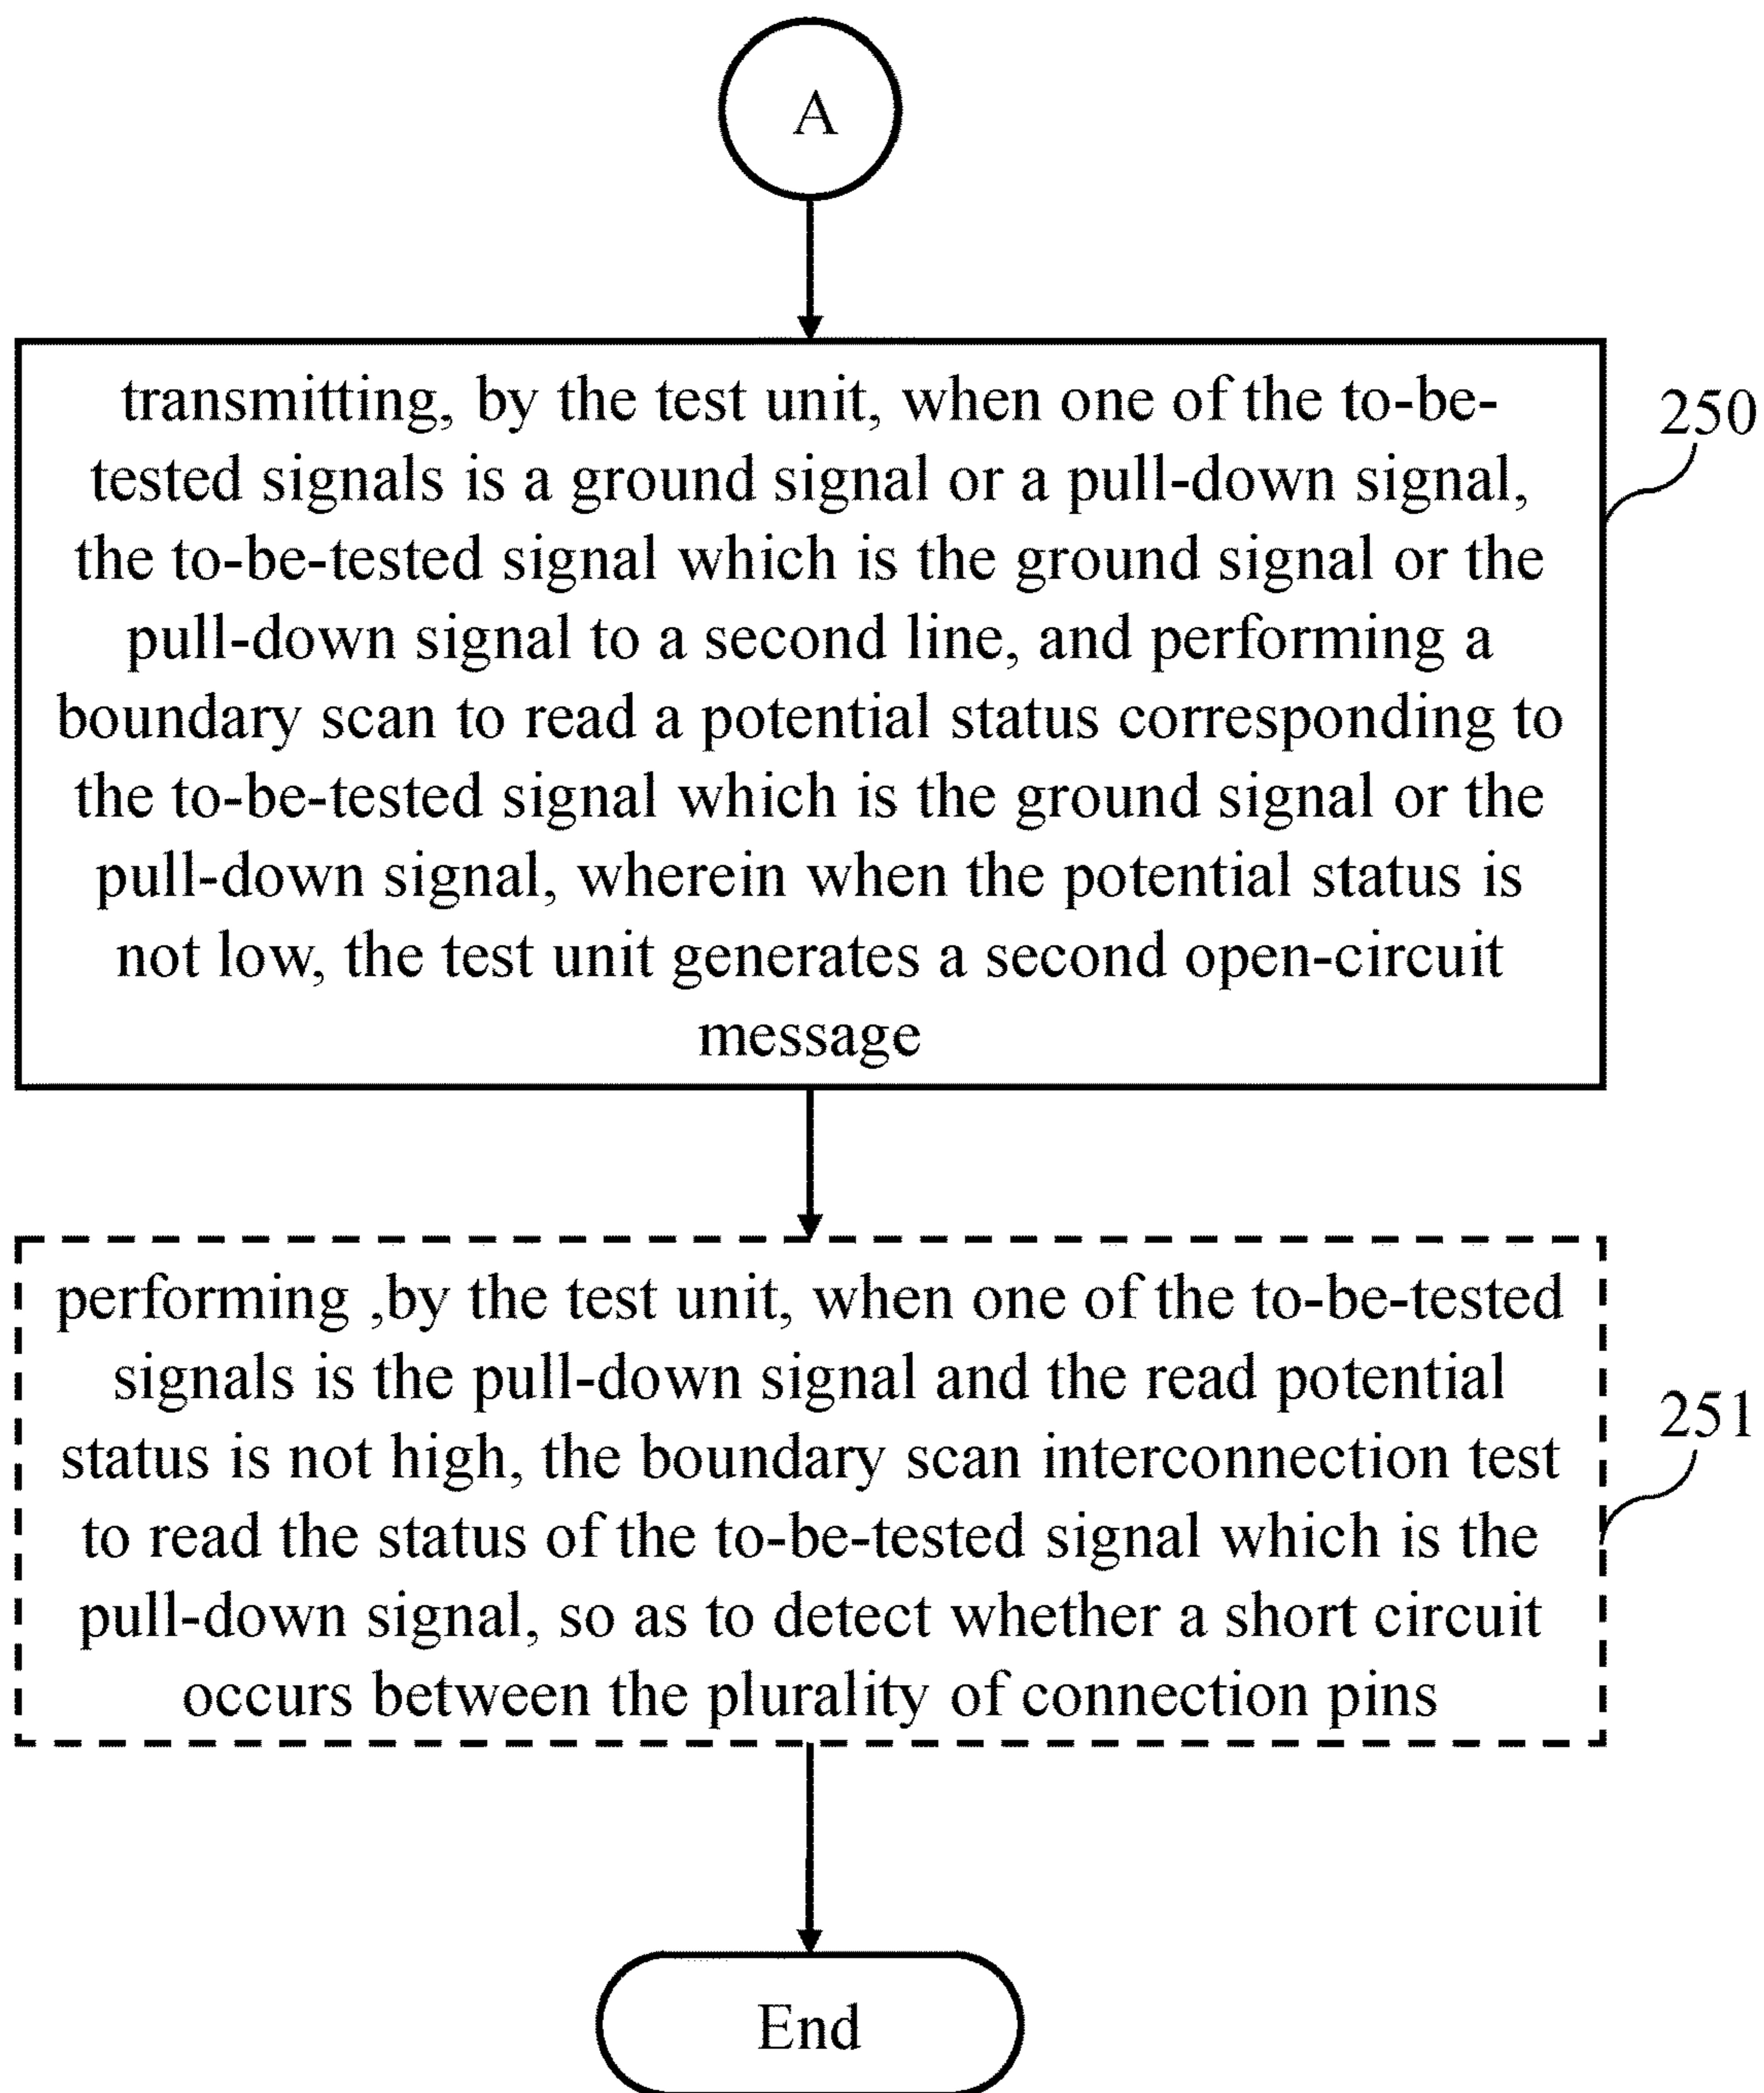 A
transmitting, by the test unit, when one of the to-be-
tested signals is a ground signal or a pull-down signal,
the to-be-tested signal which is the ground signal or the
pull-down signal to a second line, and performing a
boundary scan to read a potential status corresponding to
the to-be-tested signal which is the ground signal or the
pull-down signal, wherein when the potential status is
not low, the test unit generates a second open-circuit
message
250
performing ,by the test unit, when one of the to-be-tested
signals is the pull-down signal and the read potential
status is not high, the boundary scan interconnection test
to read the status of the to-be-tested signal which is the
pull-down signal, so as to detect whether a short circuit
occurs between the plurality of connection pins
251
End